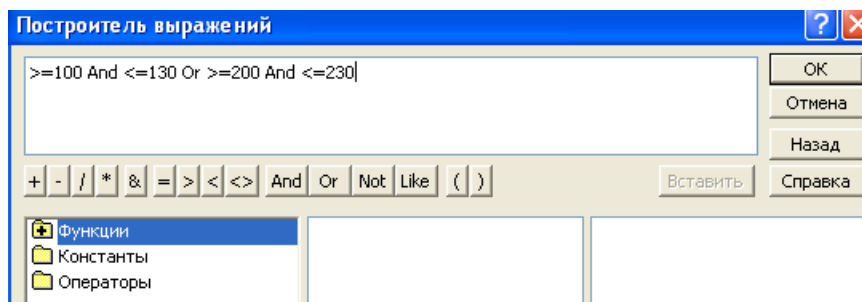 Построитель выражений
>=100 And <=130 Or >=200 And <=230
ОК
Отмена
Назад
+ - / * & = > < <> And Or Not Like ( ) Вставить Справка
Функции
Константы
Операторы